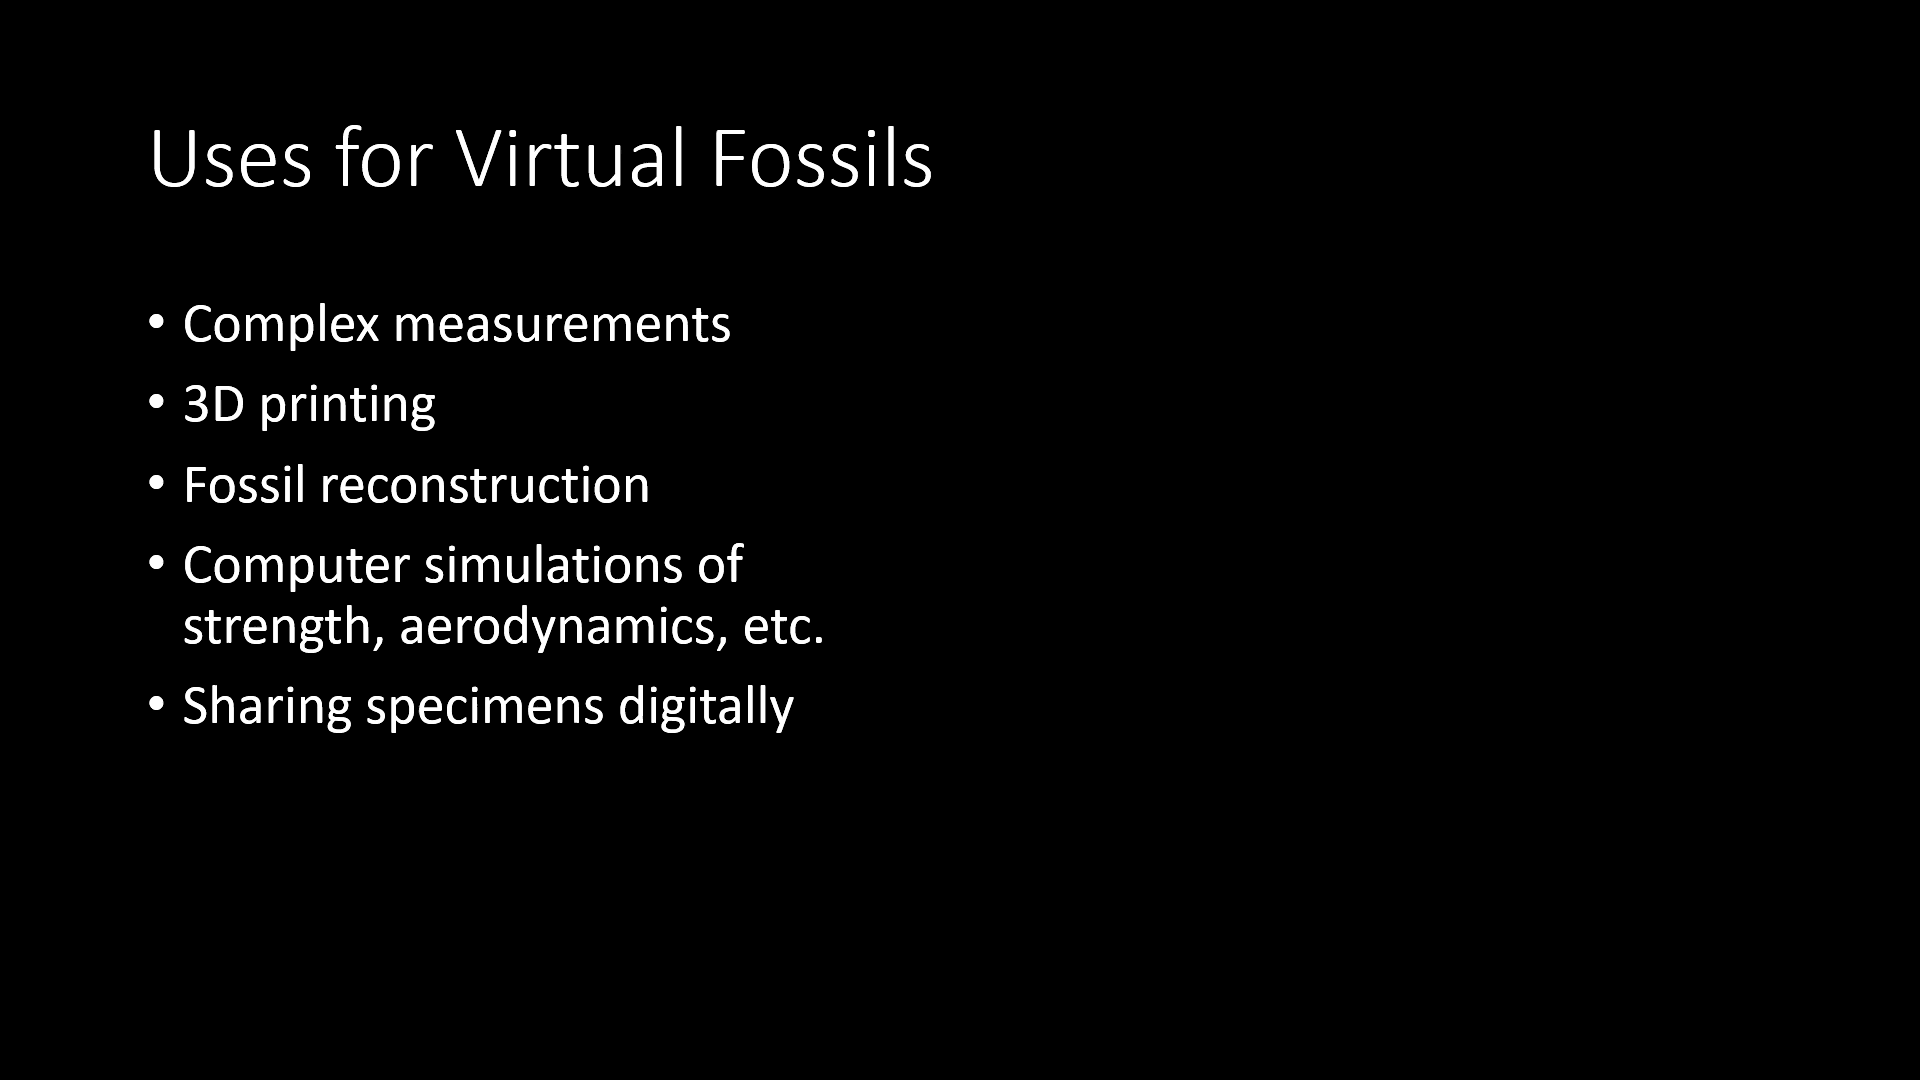 Uses for Virtual Fossils
• Complex measurements
• 3D printing
• Fossil reconstruction
• Computer simulations of
strength, aerodynamics, etc.
• Sharing specimens digitally